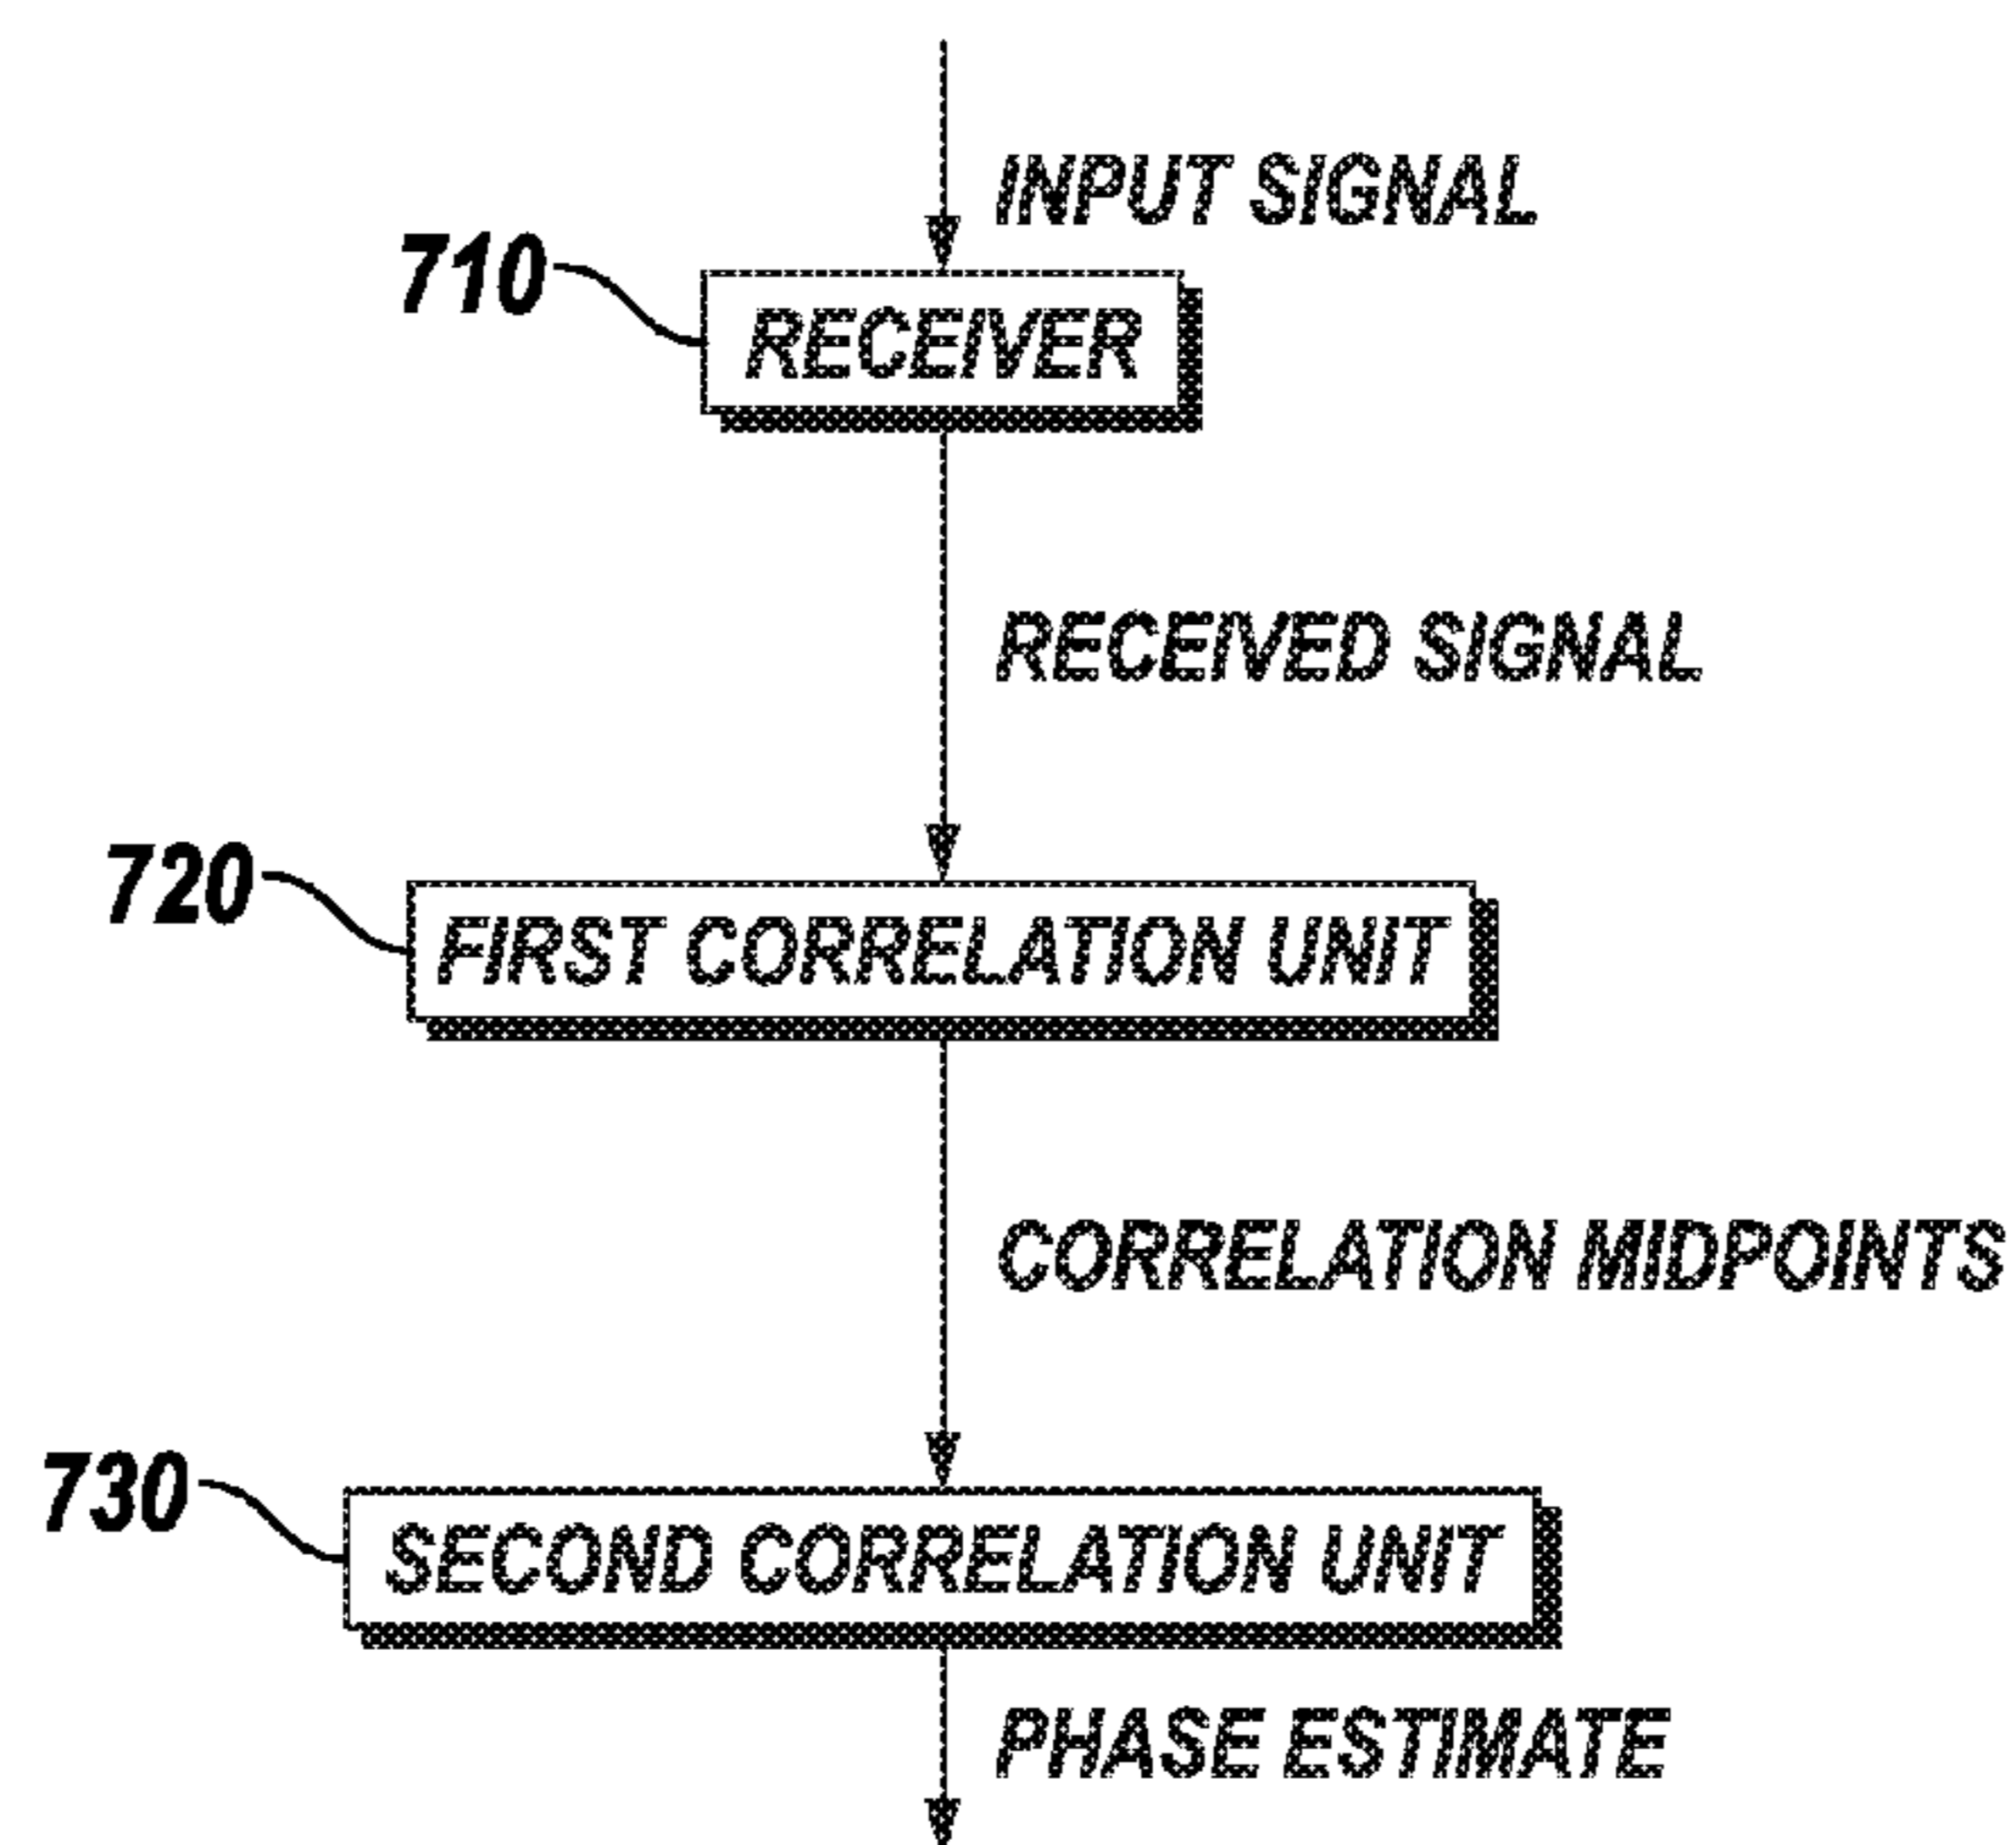 INPUT SIGNAL
710
RECEIVER
RECEIVED SIGNAL
720
FIRST CORRELATION UNIT
CORRELATION MIDPOINTS
730
SECOND CORRELATION UNIT
PHASE ESTIMATE